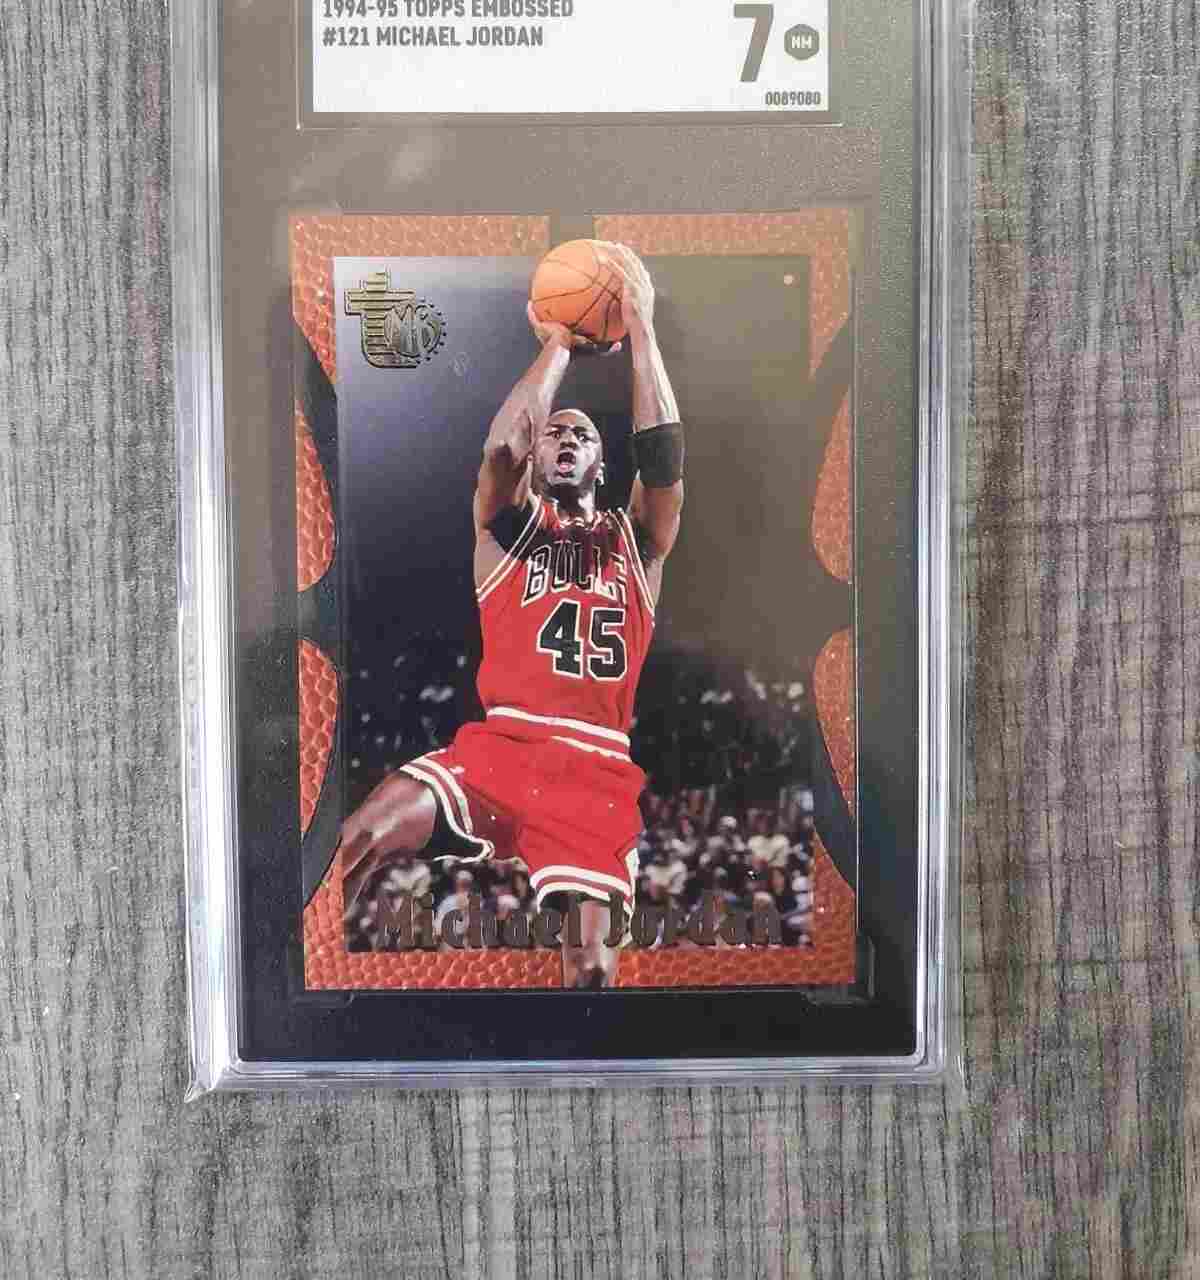 1994-95 TOPPS EMBOSSED
#121 MICHAEL JORDAN
7 NM
0089080
BULLS
45
Michael Jordan